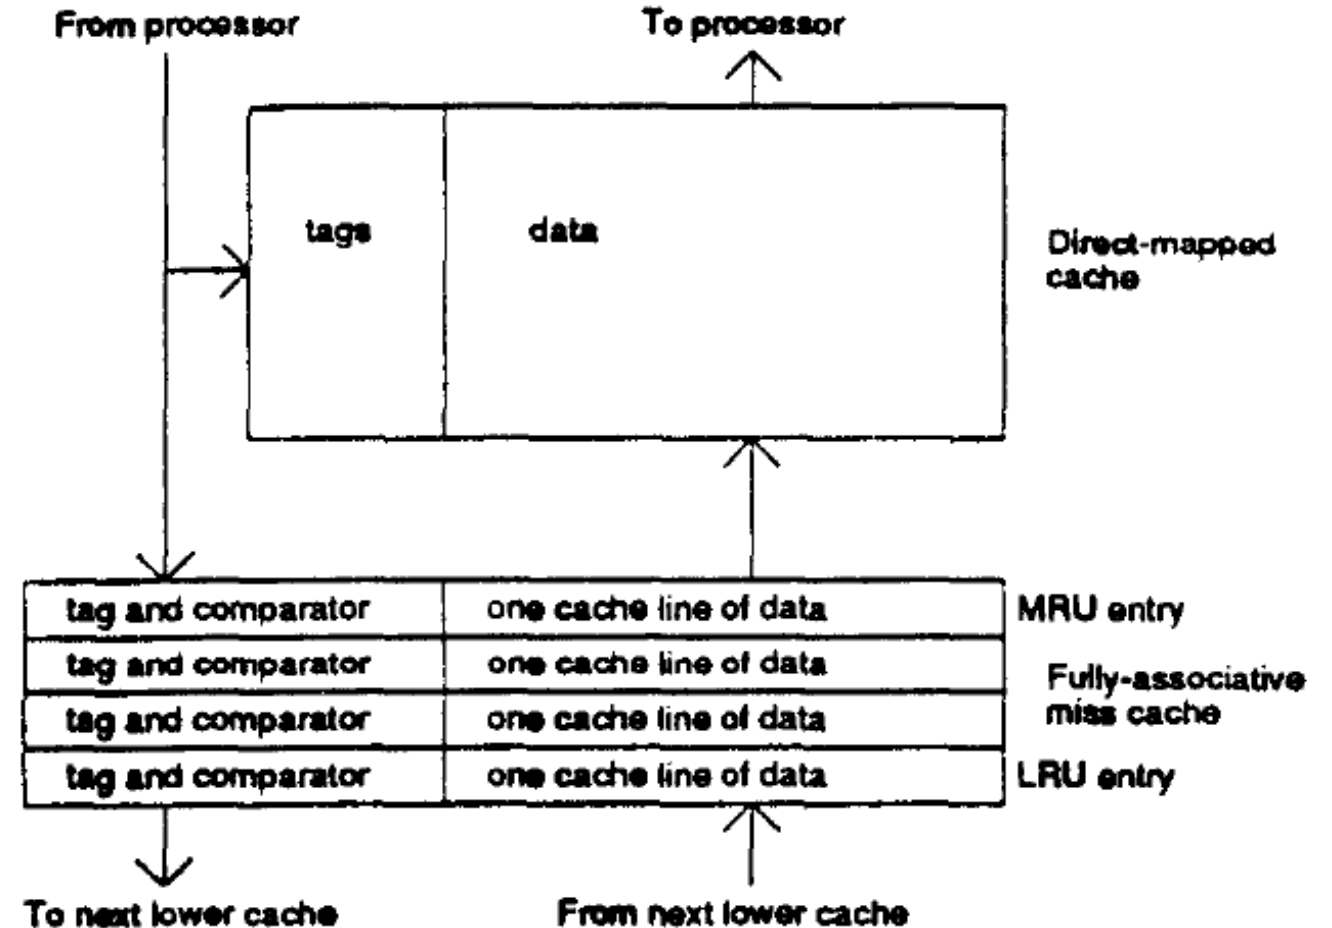 From processor
To processor
tags
data
Direct-mapped
cache
tag and comparator
one cache line of data
MRU entry
tag and comparator
one cache line of data
Fully-associative
miss cache
tag and comparator
one cache line of data
tag and comparator
one cache line of data
LRU entry
To next lower cache
From next lower cache